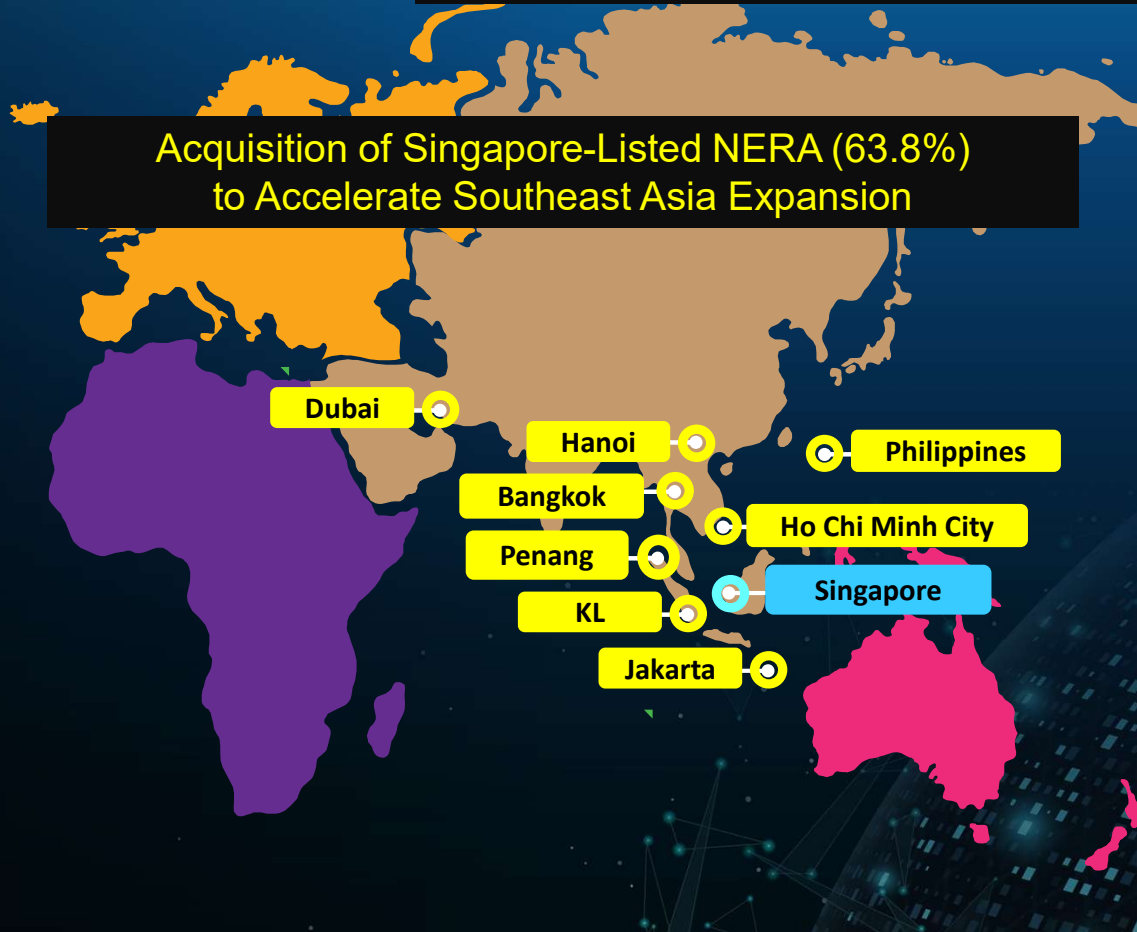 Acquisition of Singapore-Listed NERA (63.8%)
to Accelerate Southeast Asia Expansion
Dubai
Hanoi
Philippines
Bangkok
Ho Chi Minh City
Penang
Singapore
KL
Jakarta